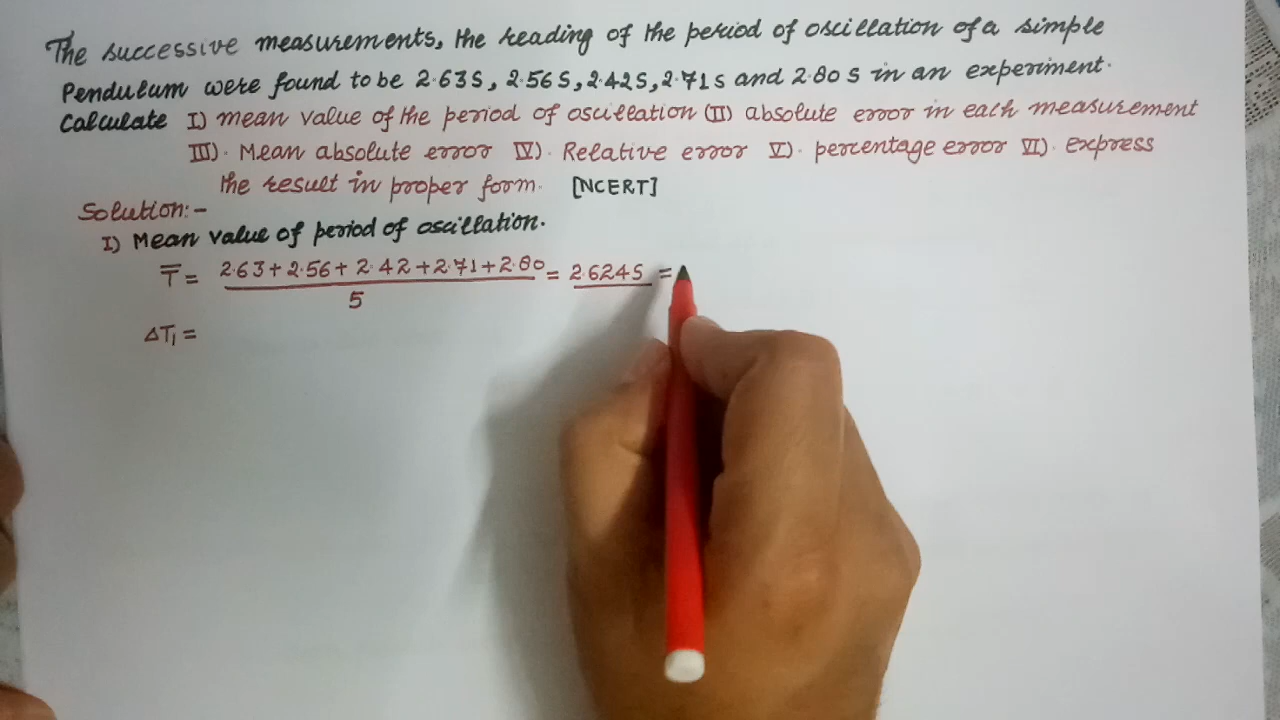 The successive measurements, the reading of the period of oscillation of a simple
Pendulum were found to be 2.63s, 2.56s, 2.42s, 2.71s and 2.80s in an experiment.
Calculate I) mean value of the period of oscillation (II) absolute error in each measurement
III). Mean absolute error IV). Relative error V). percentage error VI). express
the result in proper form. [NCERT]
Solution:-
I) Mean value of period of oscillation.
T̅ = 2.63+2.56+2.42+2.71+2.80 / 5 = 2.624s =
ΔT₁ =